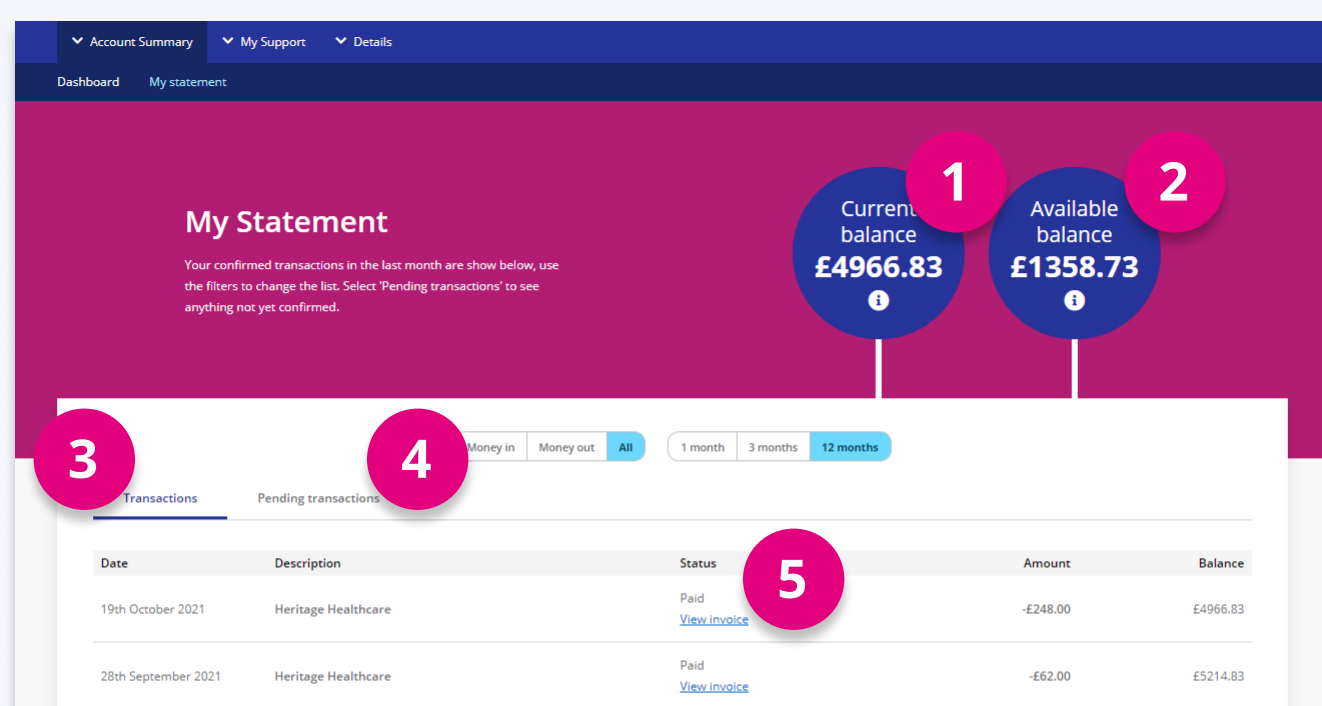 Account Summary My Support Details
Dashboard My statement
1 2
My Statement
Current
balance
£4966.83
Available
balance
£1358.73
Your confirmed transactions in the last month are show below, use
the filters to change the list. Select 'Pending transactions' to see
anything not yet confirmed.
3 4
Money in Money out All 1 month 3 months 12 months
Transactions Pending transactions
5
Date Description Status Amount Balance
19th October 2021 Heritage Healthcare Paid -£248.00 £4966.83
View invoice
28th September 2021 Heritage Healthcare Paid -£62.00 £5214.83
View invoice